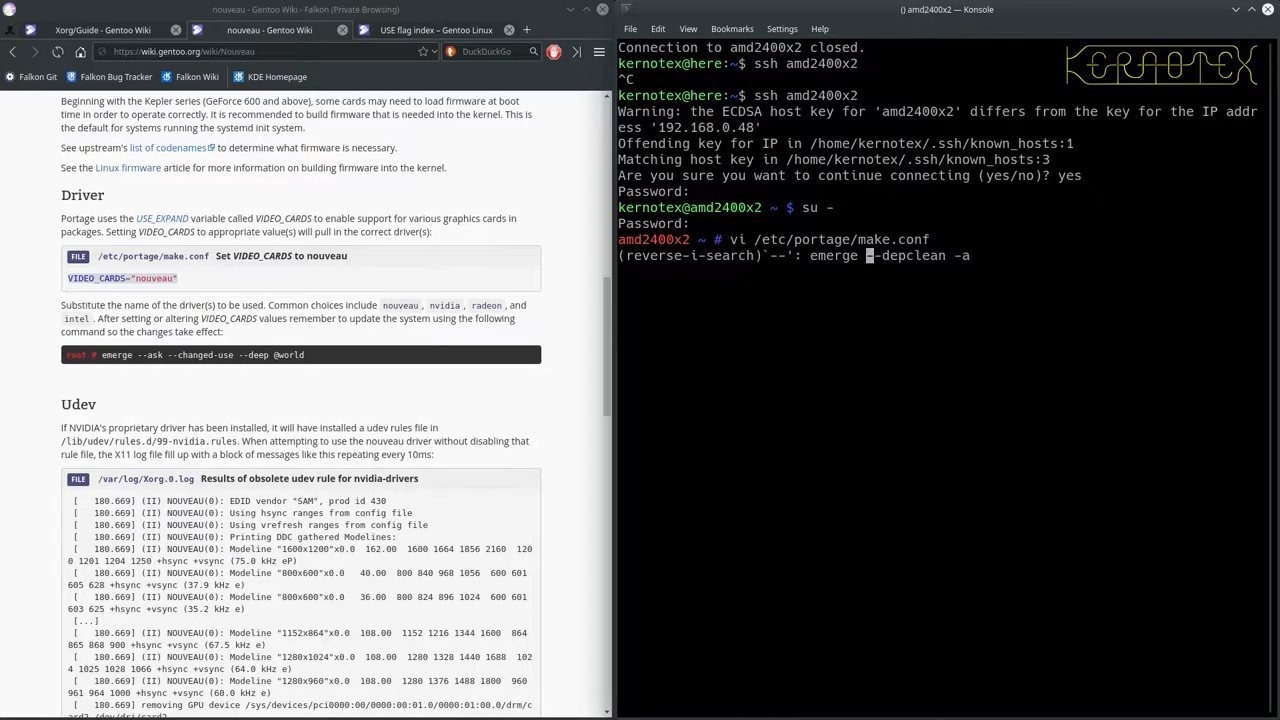 nouveau - Gentoo Wiki - Falkon (Private Browsing)
Xorg/Guide - Gentoo Wiki
nouveau - Gentoo Wiki
USE flag index – Gentoo Linux
https://wiki.gentoo.org/wiki/Nouveau
DuckDuckGo
Falkon Git
Falkon Bug Tracker
Falkon Wiki
KDE Homepage
Beginning with the Kepler series (GeForce 600 and above), some cards may need to load firmware at boot
time in order to operate correctly. It is recommended to build firmware that is needed into the kernel. This is
the default for systems running the systemd init system.
See upstream's list of codenames to determine what firmware is necessary.
See the Linux firmware article for more information on building firmware into the kernel.
Driver
Portage uses the USE_EXPAND variable called VIDEO_CARDS to enable support for various graphics cards in
packages. Setting VIDEO_CARDS to appropriate value(s) will pull in the correct driver(s):
FILE /etc/portage/make.conf Set VIDEO_CARDS to nouveau
VIDEO_CARDS="nouveau"
Substitute the name of the driver(s) to be used. Common choices include nouveau, nvidia, radeon, and
intel. After setting or altering VIDEO_CARDS values remember to update the system using the following
command so the changes take effect:
root # emerge --ask --changed-use --deep @world
Udev
If NVIDIA's proprietary driver has been installed, it will have installed a udev rules file in
/lib/udev/rules.d/99-nvidia.rules. When attempting to use the nouveau driver without disabling that
rule file, the X11 log file fill up with a block of messages like this repeating every 10ms:
FILE /var/log/Xorg.0.log Results of obsolete udev rule for nvidia-drivers
[ 180.669] (II) NOUVEAU(0): EDID vendor "SAM", prod id 430
[ 180.669] (II) NOUVEAU(0): Using hsync ranges from config file
[ 180.669] (II) NOUVEAU(0): Using vrefresh ranges from config file
[ 180.669] (II) NOUVEAU(0): Printing DDC gathered Modelines:
[ 180.669] (II) NOUVEAU(0): Modeline "1600x1200"x0.0 162.00 1600 1664 1856 2160 120
0 1201 1204 1250 +hsync +vsync (75.0 kHz eP)
[ 180.669] (II) NOUVEAU(0): Modeline "800x600"x0.0 40.00 800 840 968 1056 600 601
605 628 +hsync +vsync (37.9 kHz e)
[ 180.669] (II) NOUVEAU(0): Modeline "800x600"x0.0 36.00 800 824 896 1024 600 601
603 625 +hsync +vsync (35.2 kHz e)
[...]
[ 180.669] (II) NOUVEAU(0): Modeline "1152x864"x0.0 108.00 1152 1216 1344 1600 864
865 868 900 +hsync +vsync (67.5 kHz e)
[ 180.669] (II) NOUVEAU(0): Modeline "1280x1024"x0.0 108.00 1280 1328 1440 1688 102
4 1025 1028 1066 +hsync +vsync (64.0 kHz e)
[ 180.669] (II) NOUVEAU(0): Modeline "1280x960"x0.0 108.00 1280 1376 1488 1800 960
961 964 1000 +hsync +vsync (60.0 kHz e)
[ 180.669] removing GPU device /sys/devices/pci0000:00/0000:00:01.0/0000:01:00.0/drm/c
ard2 /dev/dri/card2
() amd2400x2 — Konsole
File Edit View Bookmarks Settings Help
KERNOTEX
Connection to amd2400x2 closed.
kernotex@here:~$ ssh amd2400x2
^C
kernotex@here:~$ ssh amd2400x2
Warning: the ECDSA host key for 'amd2400x2' differs from the key for the IP addr
ess '192.168.0.48'
Offending key for IP in /home/kernotex/.ssh/known_hosts:1
Matching host key in /home/kernotex/.ssh/known_hosts:3
Are you sure you want to continue connecting (yes/no)? yes
Password:
kernotex@amd2400x2 ~ $ su -
Password:
amd2400x2 ~ # vi /etc/portage/make.conf
(reverse-i-search)`--': emerge --depclean -a